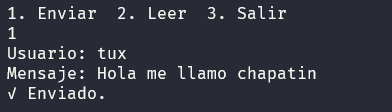 1. Enviar  2. Leer  3. Salir
1
Usuario: tux
Mensaje: Hola me llamo chapatin
√ Enviado.